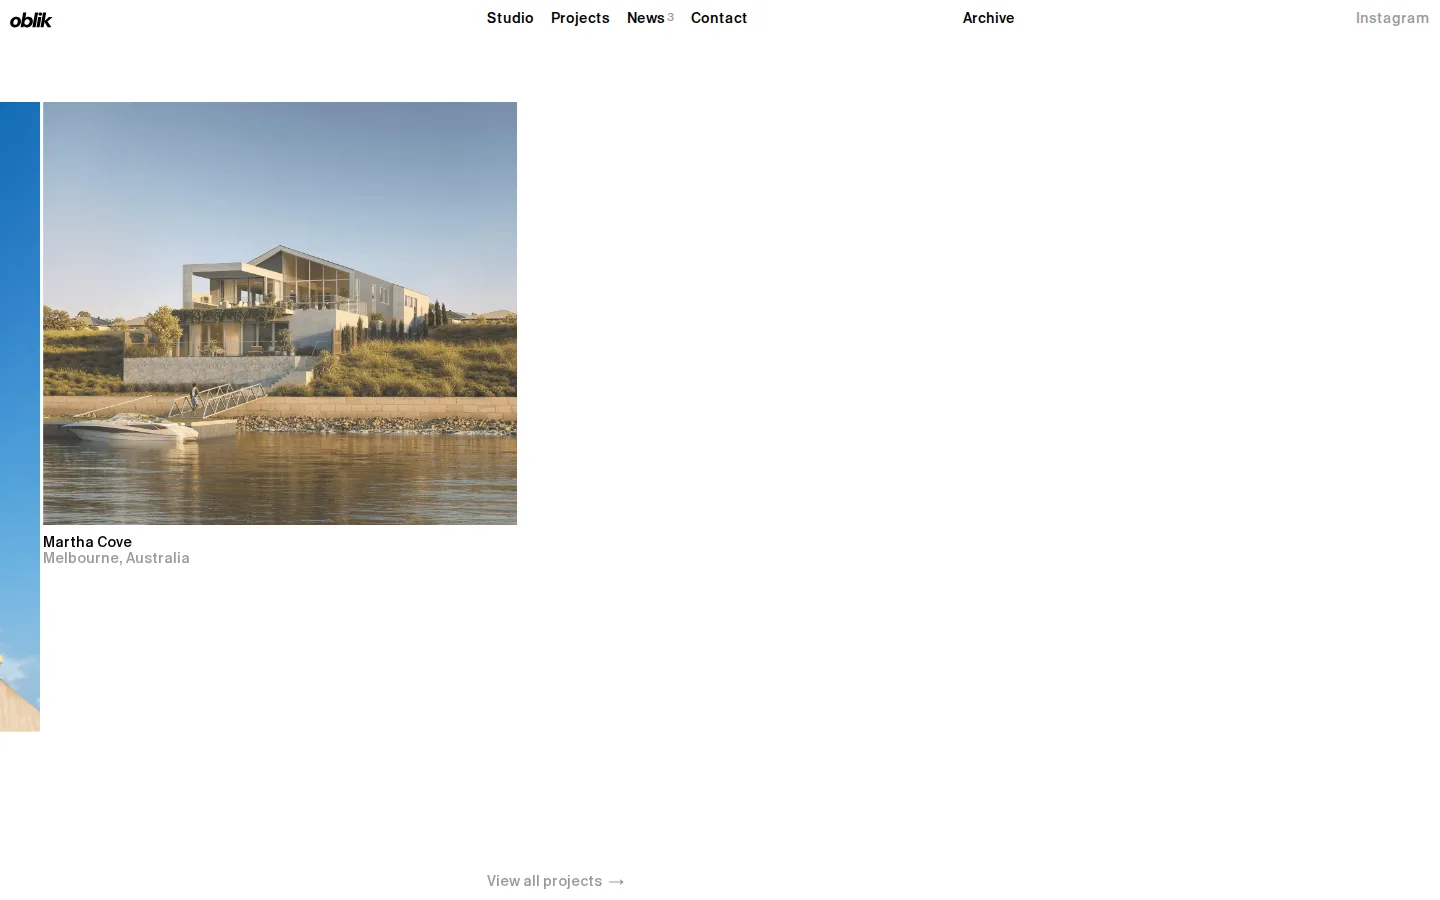 oblik
Studio Projects News 3 Contact
Archive
Instagram
Martha Cove
Melbourne, Australia
View all projects →